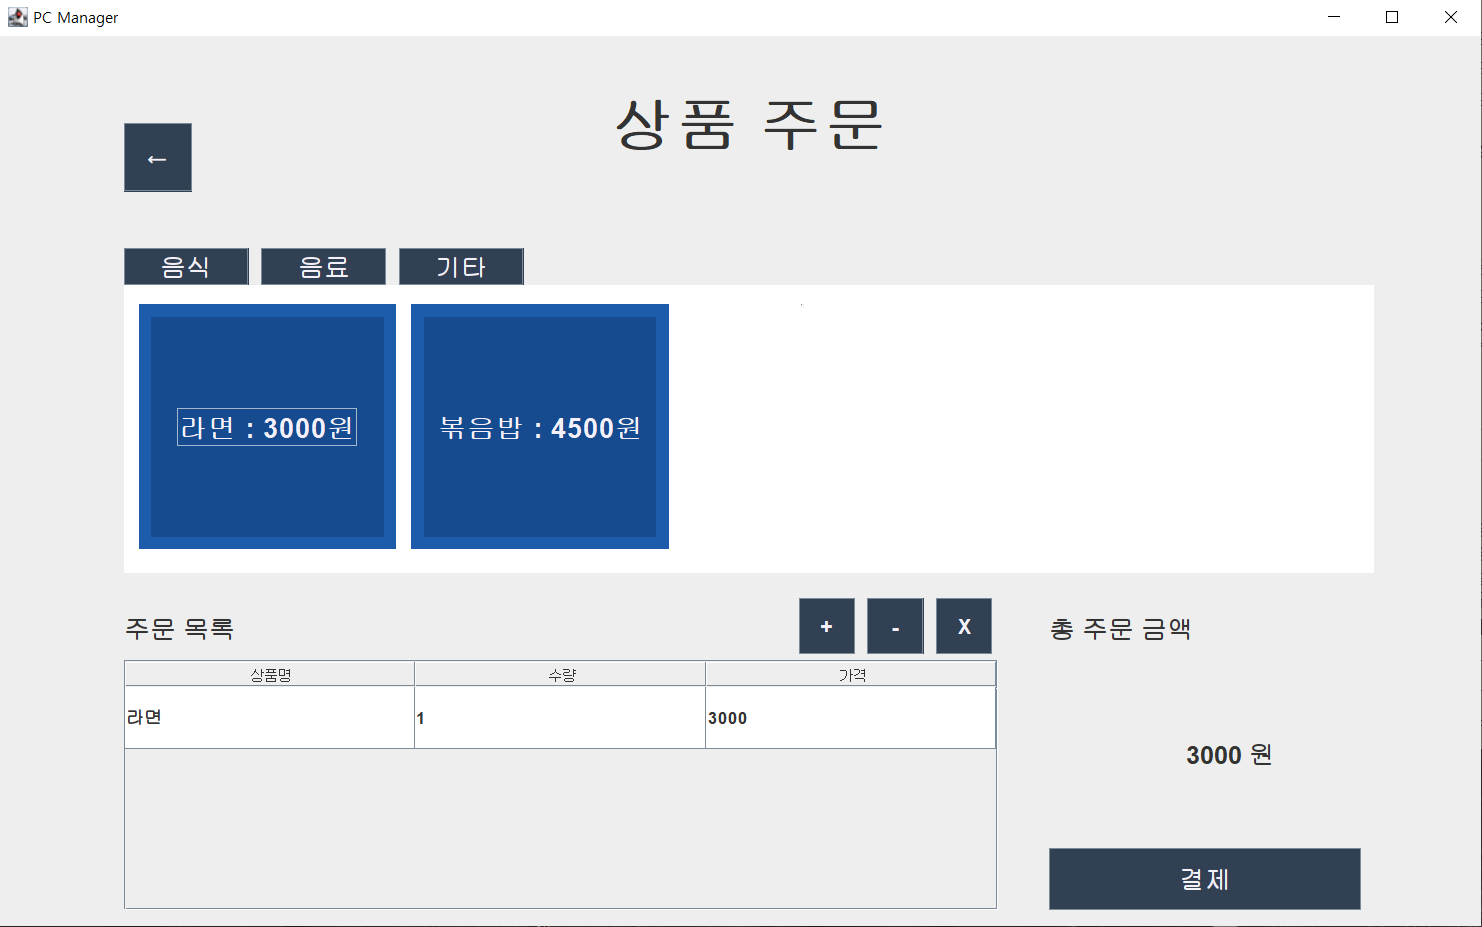 PC Manager
상품 주문
←
음식 음료 기타
라면 : 3000원 볶음밥 : 4500원
주문 목록 + - X 총 주문 금액
상품명 수량 가격
라면 1 3000
3000 원
결제